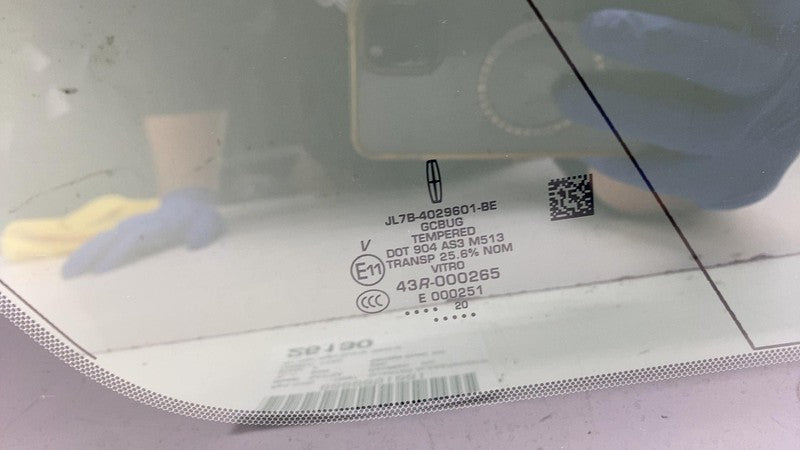 JL7B-4029601-BE
GCBUG
TEMPERED
DOT 904 AS3 M513
TRANSP 25.6% NOM
VITRO
V
E11
43R-000265
CCC
E 000251
20
28190